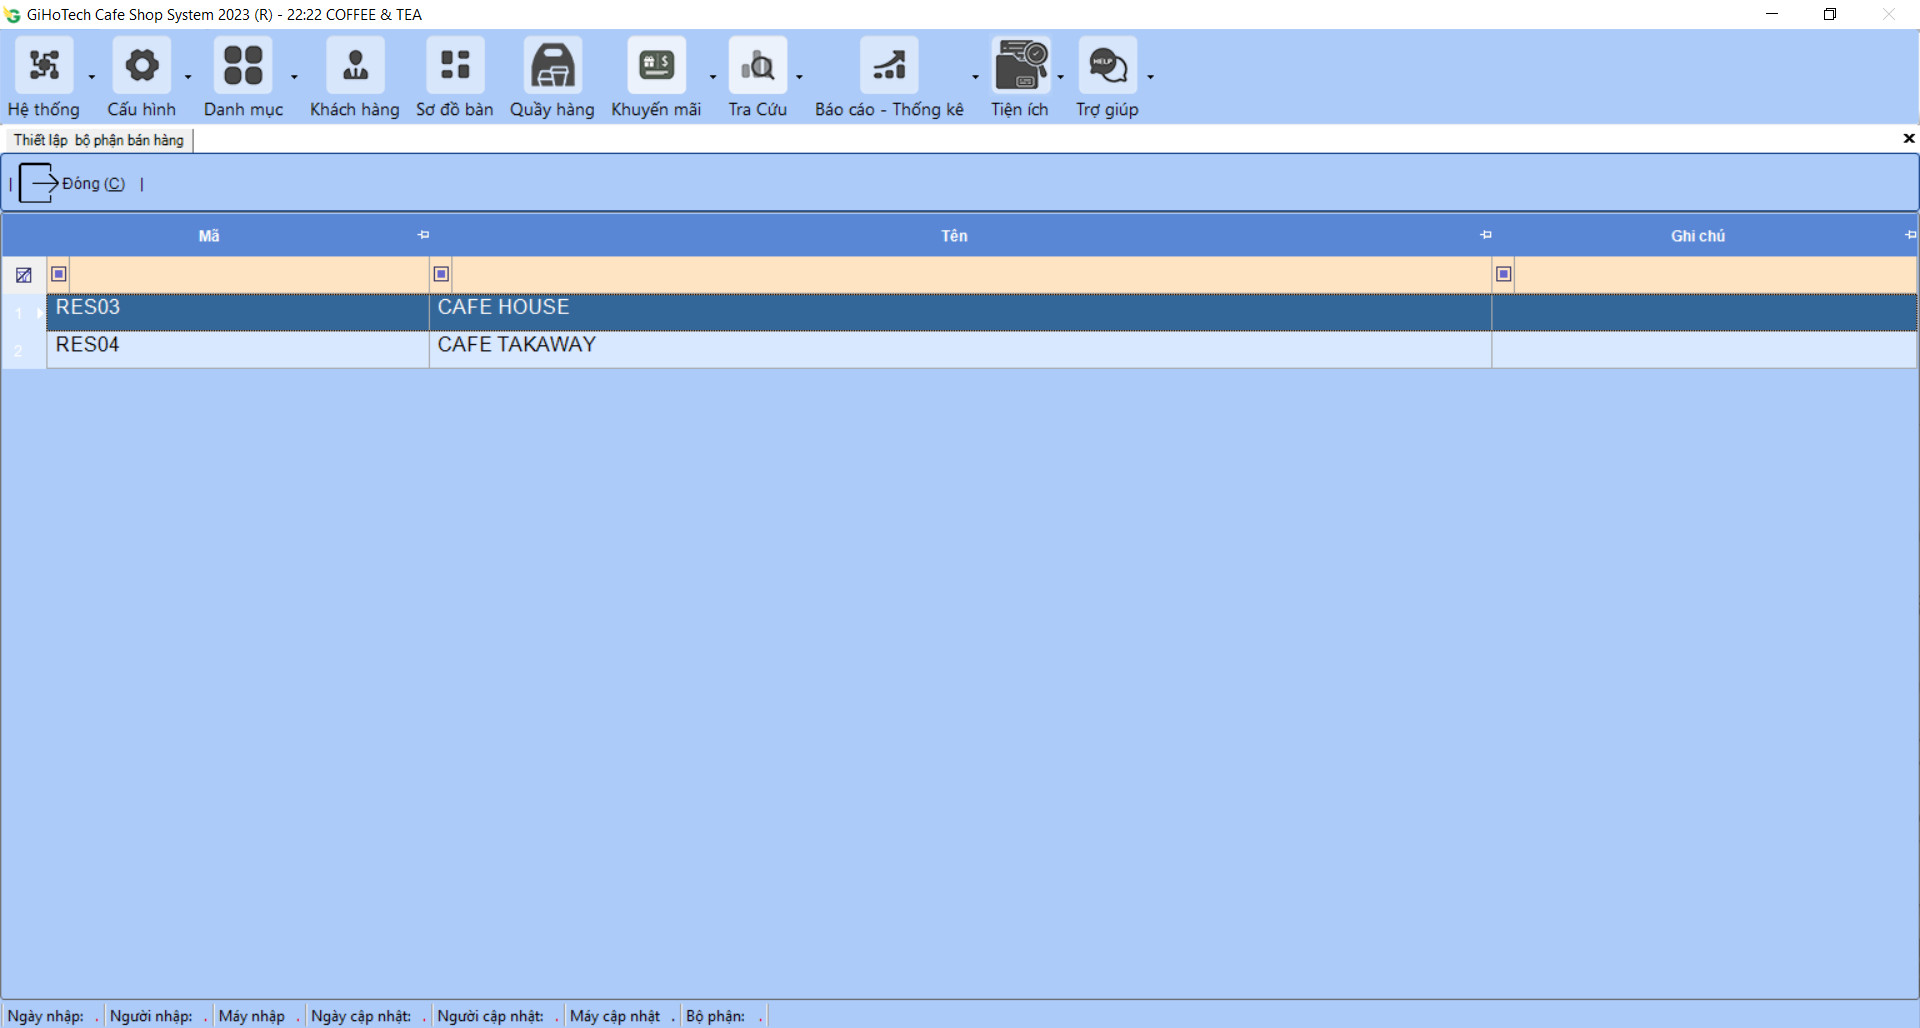 GiHoTech Cafe Shop System 2023 (R) - 22:22 COFFEE & TEA
Hệ thống Cấu hình Danh mục Khách hàng Sơ đồ bàn Quầy hàng Khuyến mãi Tra Cứu Báo cáo - Thống kê Tiện ích Trợ giúp
Thiết lập bộ phận bán hàng
| Đóng (C) |
Mã Tên Ghi chú
1 RES03 CAFE HOUSE
2 RES04 CAFE TAKAWAY
Ngày nhập: . Người nhập: . Máy nhập . Ngày cập nhật: . Người cập nhật: . Máy cập nhật . Bộ phận: .